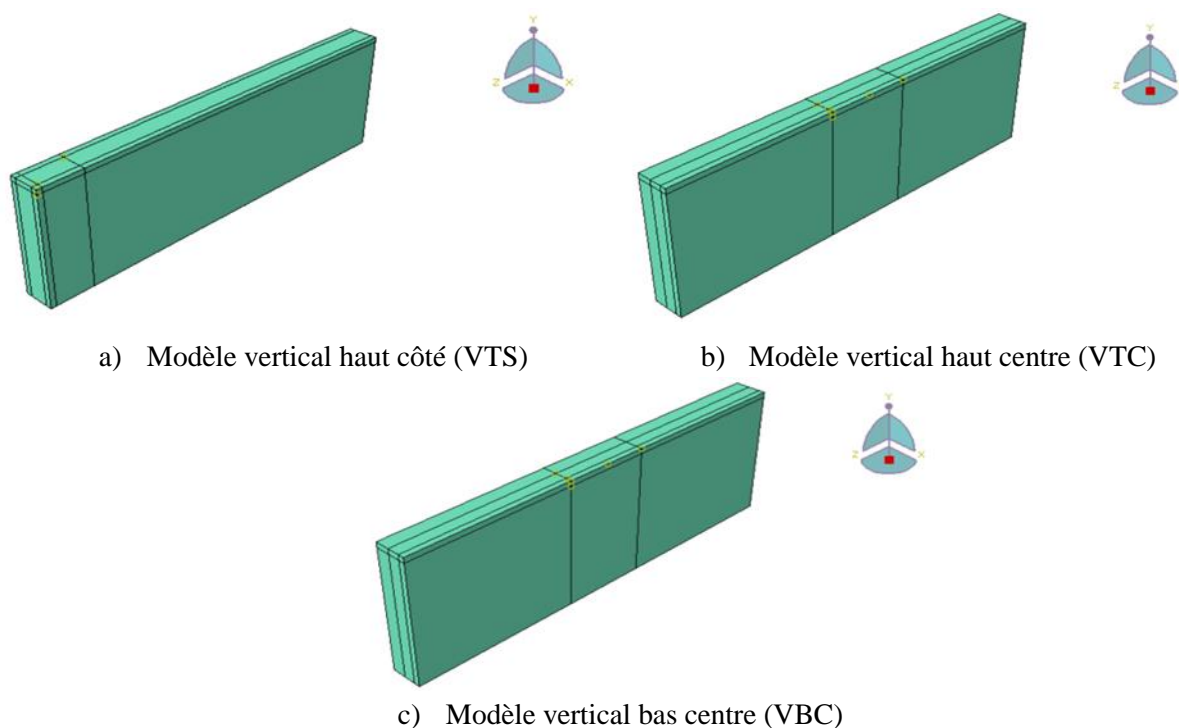 Y
Z
X
Y
Z
a) Modèle vertical haut côté (VTS)
b) Modèle vertical haut centre (VTC)
Y
Z
X
c) Modèle vertical bas centre (VBC)